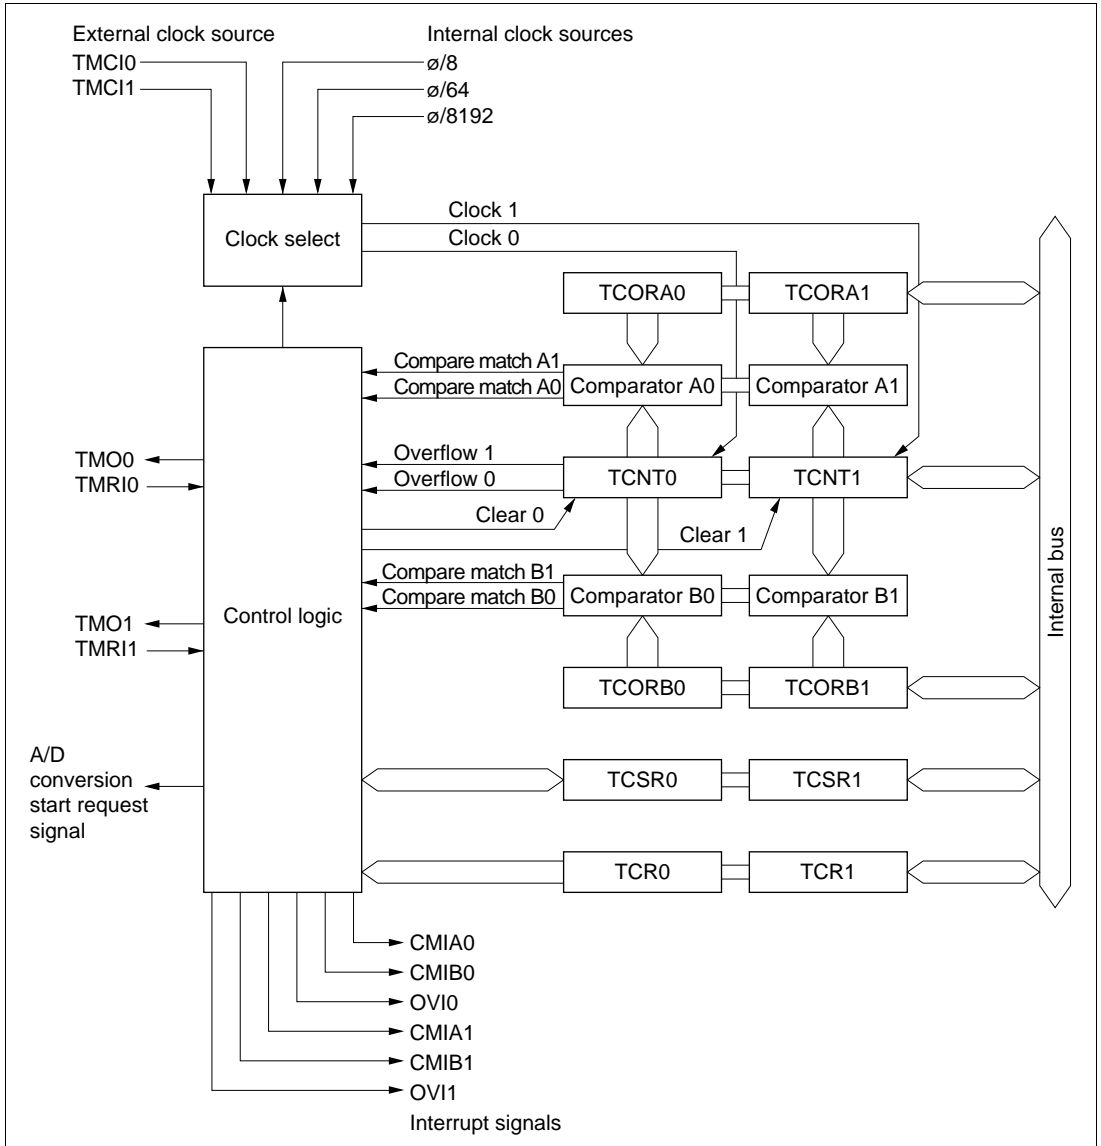 External clock source
Internal clock sources
TMCI0
ø/8
TMCI1
ø/64
ø/8192
Clock select
Clock 1
Clock 0
TCORA0
TCORA1
Compare match A1
Compare match A0
Comparator A0
Comparator A1
TMO0
TMRI0
Overflow 1
Overflow 0
TCNT0
TCNT1
Clear 0
Clear 1
Internal bus
Compare match B1
Compare match B0
Comparator B0
Comparator B1
Control logic
TMO1
TMRI1
TCORB0
TCORB1
A/D
conversion
start request
signal
TCSR0
TCSR1
TCR0
TCR1
CMIA0
CMIB0
OVI0
CMIA1
CMIB1
OVI1
Interrupt signals